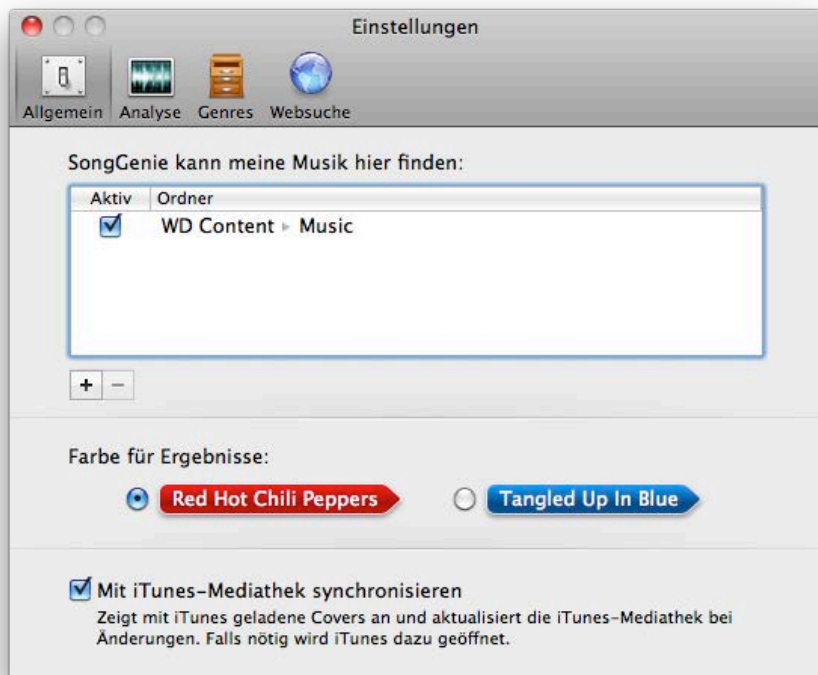 Einstellungen
Allgemein Analyse Genres Websuche
SongGenie kann meine Musik hier finden:
Aktiv Ordner
WD Content ▸ Music
+ −
Farbe für Ergebnisse:
Red Hot Chili Peppers Tangled Up In Blue
Mit iTunes-Mediathek synchronisieren
Zeigt mit iTunes geladene Covers an und aktualisiert die iTunes-Mediathek bei
Änderungen. Falls nötig wird iTunes dazu geöffnet.